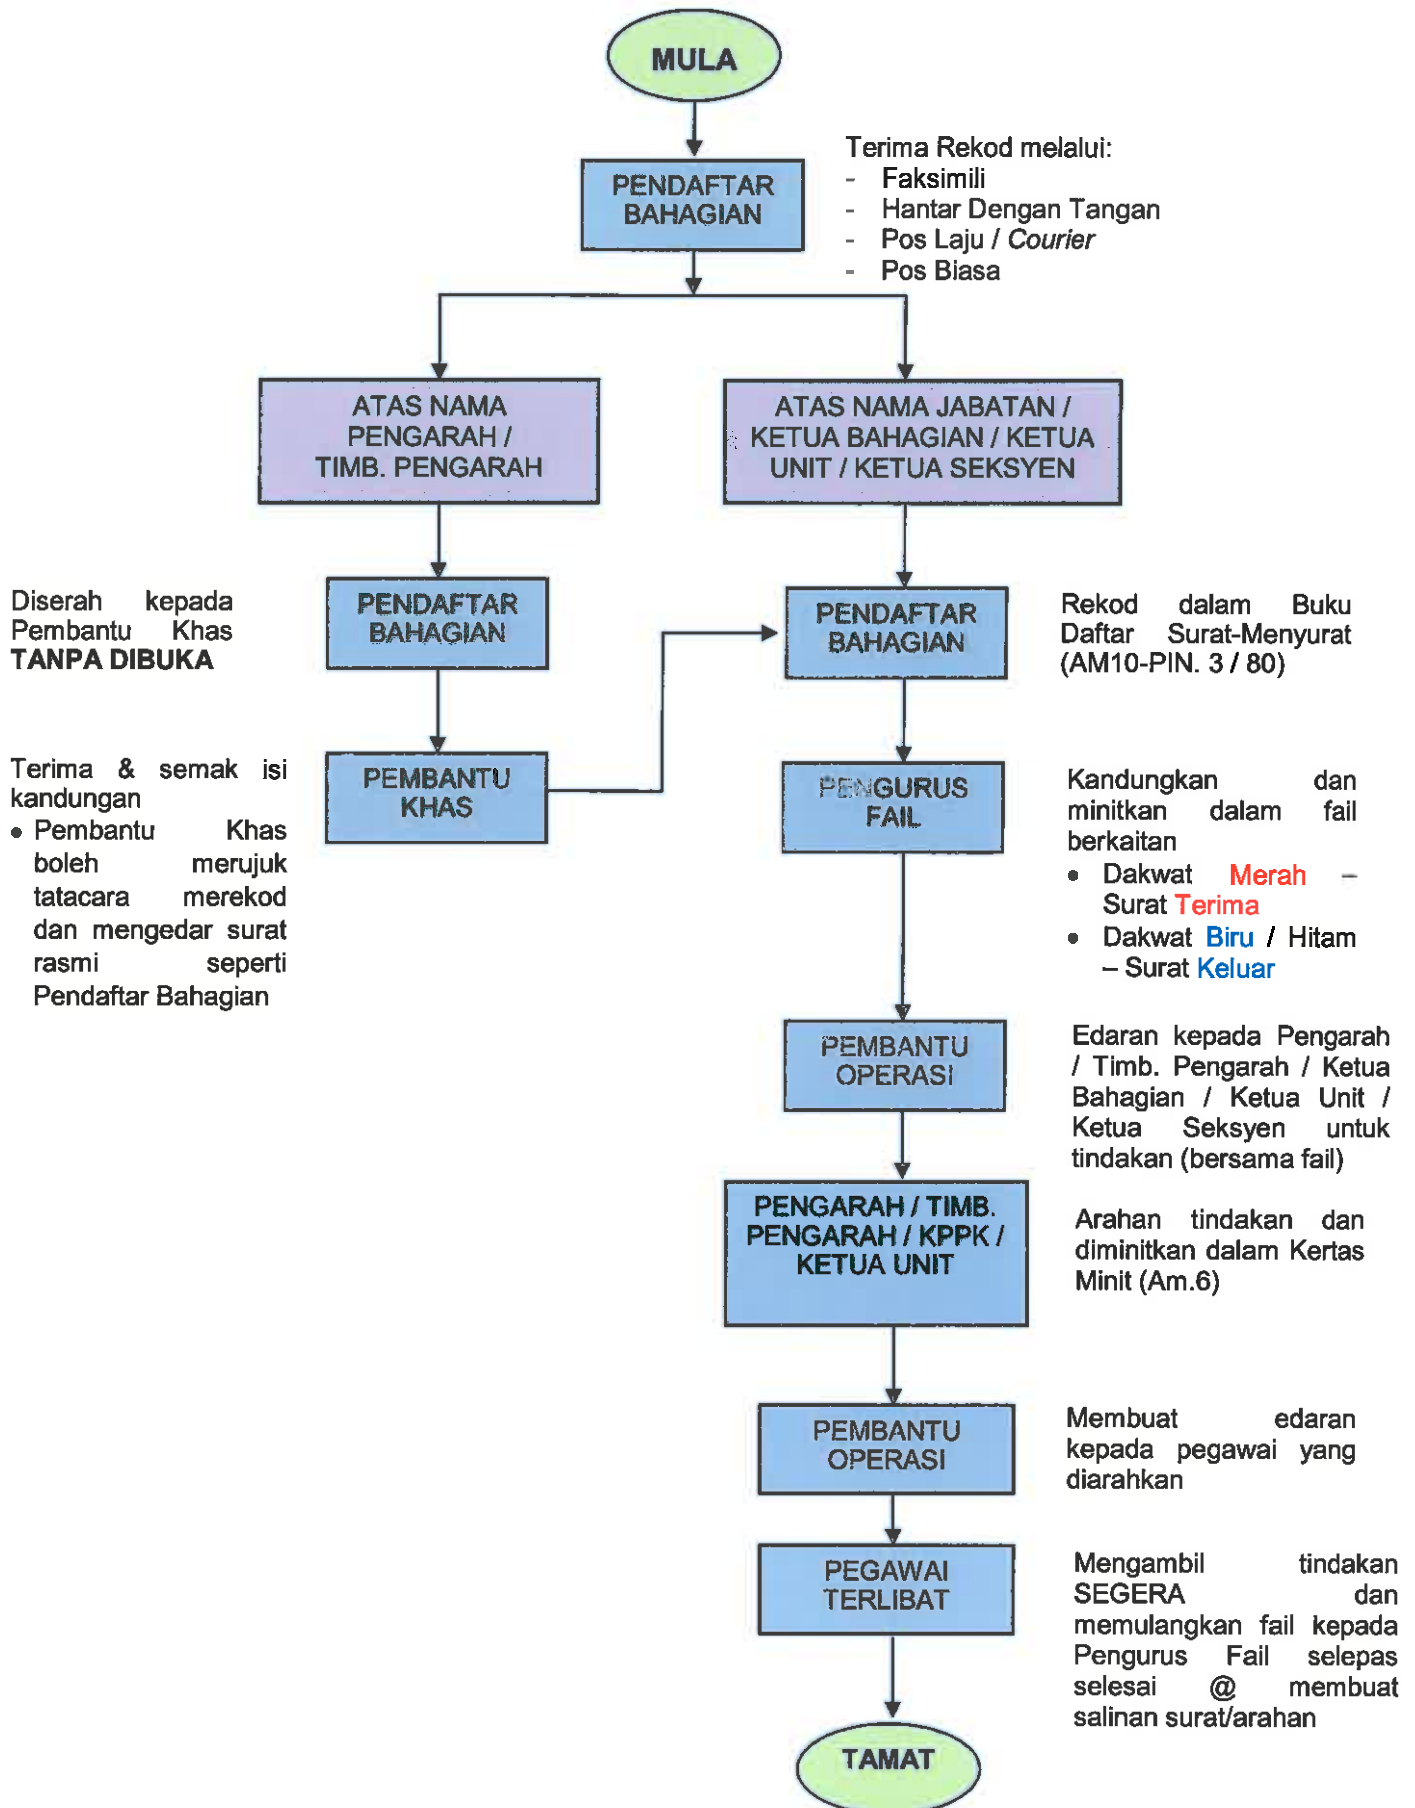 MULA
PENDAFTAR
BAHAGIAN
Terima Rekod melalui:
- Faksimili
- Hantar Dengan Tangan
- Pos Laju / Courier
- Pos Biasa
ATAS NAMA
PENGARAH /
TIMB. PENGARAH
ATAS NAMA JABATAN /
KETUA BAHAGIAN / KETUA
UNIT / KETUA SEKSYEN
Diserah kepada
Pembantu Khas
TANPA DIBUKA
PENDAFTAR
BAHAGIAN
PENDAFTAR
BAHAGIAN
Rekod dalam Buku
Daftar Surat-Menyurat
(AM10-PIN. 3 / 80)
Terima & semak isi
kandungan
• Pembantu Khas
boleh merujuk
tatacara merekod
dan mengedar surat
rasmi seperti
Pendaftar Bahagian
PEMBANTU
KHAS
PENGURUS
FAIL
Kandungkan dan
minitkan dalam fail
berkaitan
• Dakwat Merah –
Surat Terima
• Dakwat Biru / Hitam
– Surat Keluar
PEMBANTU
OPERASI
Edaran kepada Pengarah
/ Timb. Pengarah / Ketua
Bahagian / Ketua Unit /
Ketua Seksyen untuk
tindakan (bersama fail)
PENGARAH / TIMB.
PENGARAH / KPPK /
KETUA UNIT
Arahan tindakan dan
diminitkan dalam Kertas
Minit (Am.6)
PEMBANTU
OPERASI
Membuat edaran
kepada pegawai yang
diarahkan
PEGAWAI
TERLIBAT
Mengambil tindakan
SEGERA dan
memulangkan fail kepada
Pengurus Fail selepas
selesai @ membuat
salinan surat/arahan
TAMAT